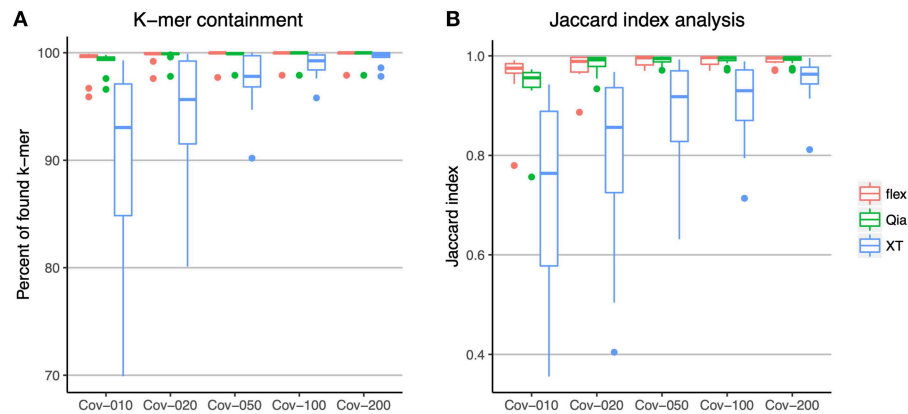 A
K−mer containment
Percent of found k−mer
100
90
80
70
Cov−010 Cov−020 Cov−050 Cov−100 Cov−200
B
Jaccard index analysis
Jaccard index
1.0
0.8
0.6
0.4
Cov−010 Cov−020 Cov−050 Cov−100 Cov−200
flex
Qia
XT